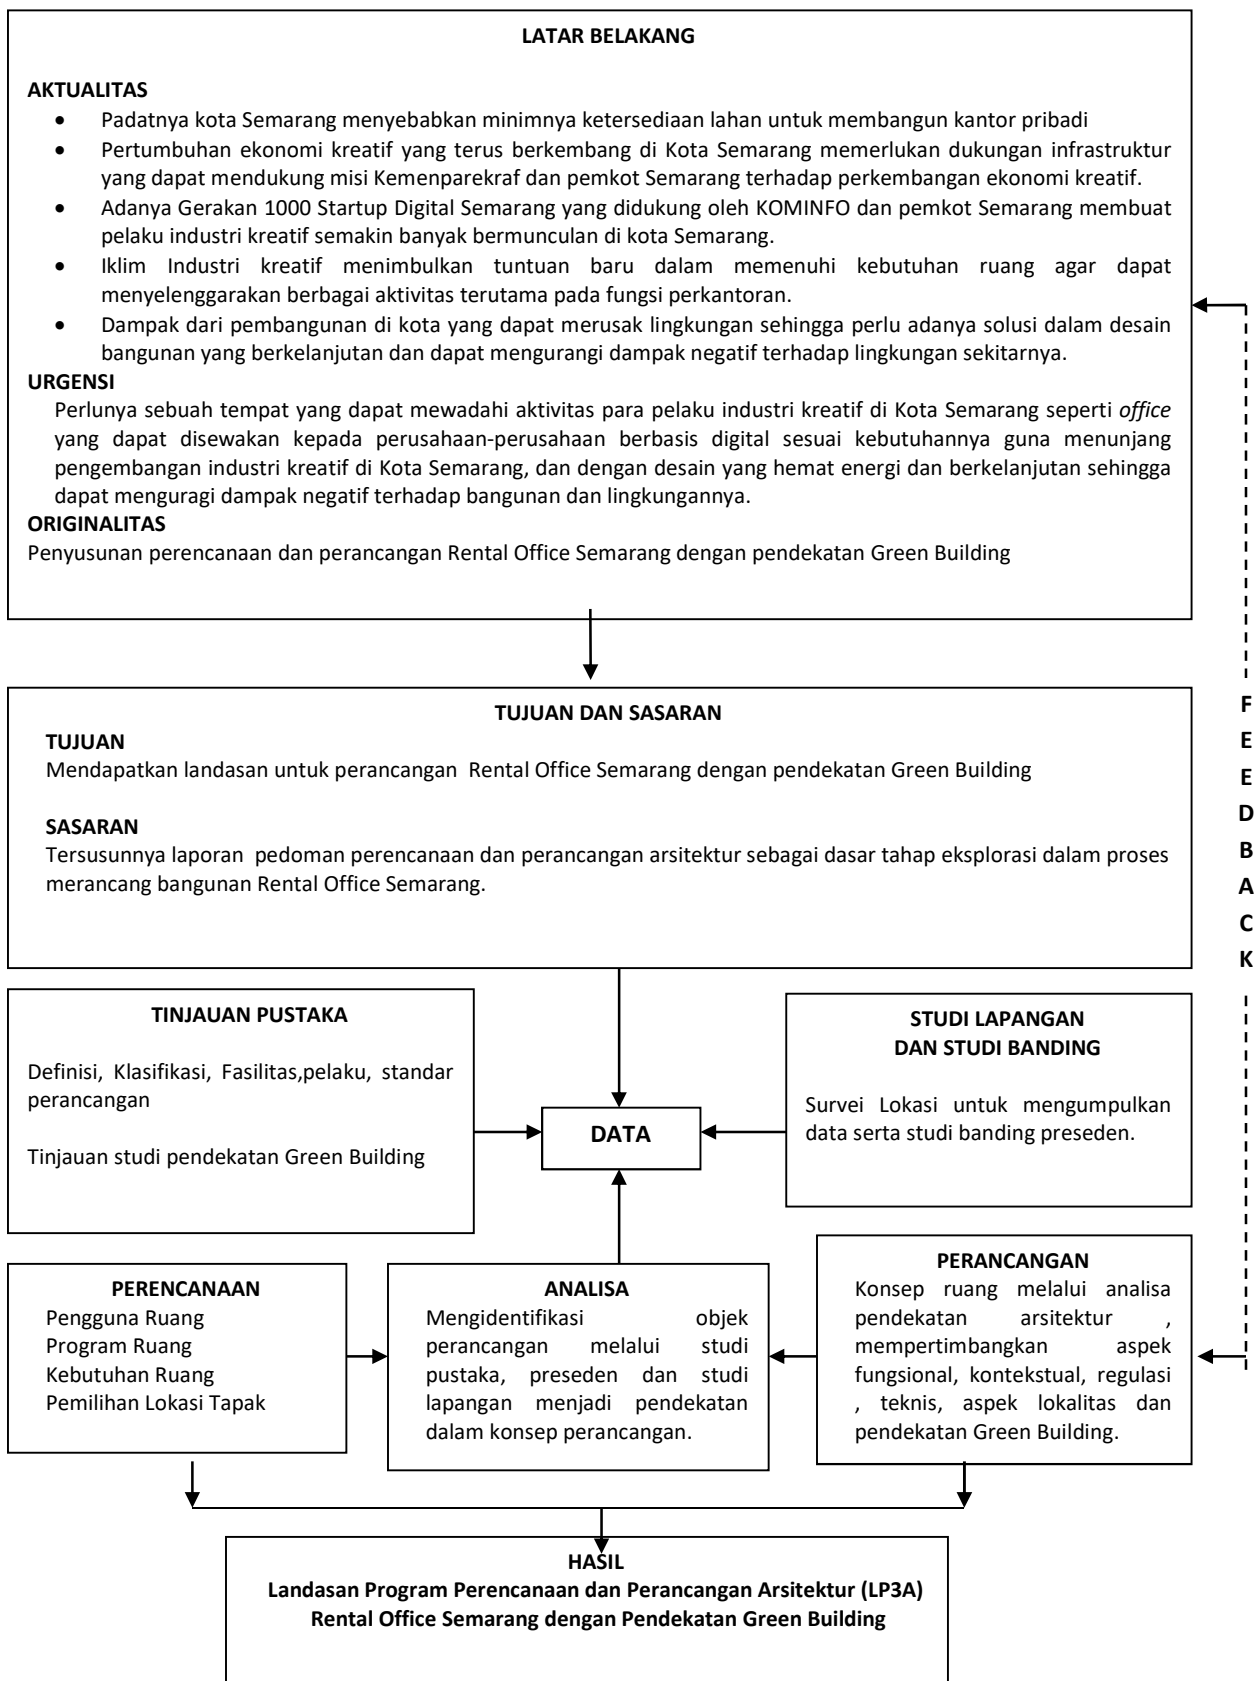 LATAR BELAKANG
AKTUALITAS
• Padatnya kota Semarang menyebabkan minimnya ketersediaan lahan untuk membangun kantor pribadi
• Pertumbuhan ekonomi kreatif yang terus berkembang di Kota Semarang memerlukan dukungan infrastruktur
yang dapat mendukung misi Kemenparekraf dan pemkot Semarang terhadap perkembangan ekonomi kreatif.
• Adanya Gerakan 1000 Startup Digital Semarang yang didukung oleh KOMINFO dan pemkot Semarang membuat
pelaku industri kreatif semakin banyak bermunculan di kota Semarang.
• Iklim Industri kreatif menimbulkan tuntuan baru dalam memenuhi kebutuhan ruang agar dapat
menyelenggarakan berbagai aktivitas terutama pada fungsi perkantoran.
• Dampak dari pembangunan di kota yang dapat merusak lingkungan sehingga perlu adanya solusi dalam desain
bangunan yang berkelanjutan dan dapat mengurangi dampak negatif terhadap lingkungan sekitarnya.
URGENSI
Perlunya sebuah tempat yang dapat mewadahi aktivitas para pelaku industri kreatif di Kota Semarang seperti office
yang dapat disewakan kepada perusahaan-perusahaan berbasis digital sesuai kebutuhannya guna menunjang
pengembangan industri kreatif di Kota Semarang, dan dengan desain yang hemat energi dan berkelanjutan sehingga
dapat menguragi dampak negatif terhadap bangunan dan lingkungannya.
ORIGINALITAS
Penyusunan perencanaan dan perancangan Rental Office Semarang dengan pendekatan Green Building
TUJUAN DAN SASARAN
TUJUAN
Mendapatkan landasan untuk perancangan Rental Office Semarang dengan pendekatan Green Building
SASARAN
Tersusunnya laporan pedoman perencanaan dan perancangan arsitektur sebagai dasar tahap eksplorasi dalam proses
merancang bangunan Rental Office Semarang.
F
E
E
D
B
A
C
K
TINJAUAN PUSTAKA
Definisi, Klasifikasi, Fasilitas,pelaku, standar
perancangan
Tinjauan studi pendekatan Green Building
DATA
STUDI LAPANGAN
DAN STUDI BANDING
Survei Lokasi untuk mengumpulkan
data serta studi banding preseden.
PERENCANAAN
Pengguna Ruang
Program Ruang
Kebutuhan Ruang
Pemilihan Lokasi Tapak
ANALISA
Mengidentifikasi objek
perancangan melalui studi
pustaka, preseden dan studi
lapangan menjadi pendekatan
dalam konsep perancangan.
PERANCANGAN
Konsep ruang melalui analisa
pendekatan arsitektur ,
mempertimbangkan aspek
fungsional, kontekstual, regulasi
, teknis, aspek lokalitas dan
pendekatan Green Building.
HASIL
Landasan Program Perencanaan dan Perancangan Arsitektur (LP3A)
Rental Office Semarang dengan Pendekatan Green Building